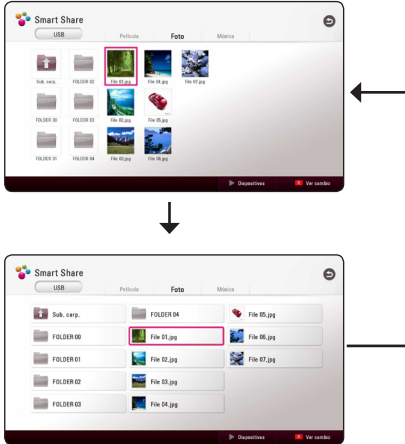 Smart Share
USB
Película Foto Música
Sub. carp. FOLDER 02 File 01.jpg File 04.jpg File 07.jpg
FOLDER 00 FOLDER 03 File 02.jpg File 05.jpg
FOLDER 01 FOLDER 04 File 03.jpg File 06.jpg
Dispositivos Ver cambio
Smart Share
USB
Película Foto Música
Sub. carp. FOLDER 04 File 05.jpg
FOLDER 00 File 01.jpg File 06.jpg
FOLDER 01 File 02.jpg File 07.jpg
FOLDER 02 File 03.jpg
FOLDER 03 File 04.jpg
Dispositivos Ver cambio